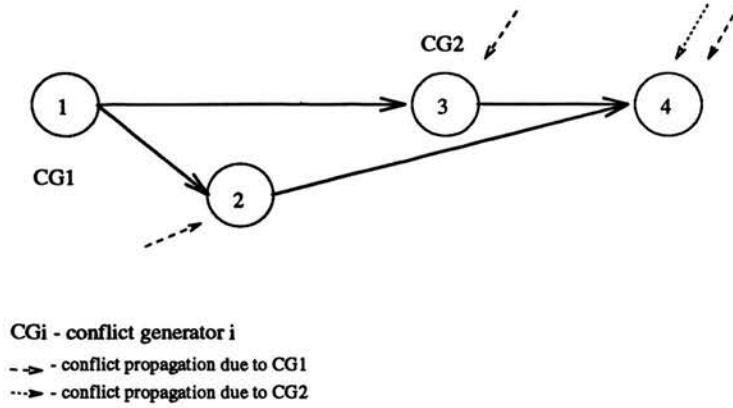 CG2
1
3
4
CG1
2
CGi - conflict generator i
- conflict propagation due to CG1
- conflict propagation due to CG2